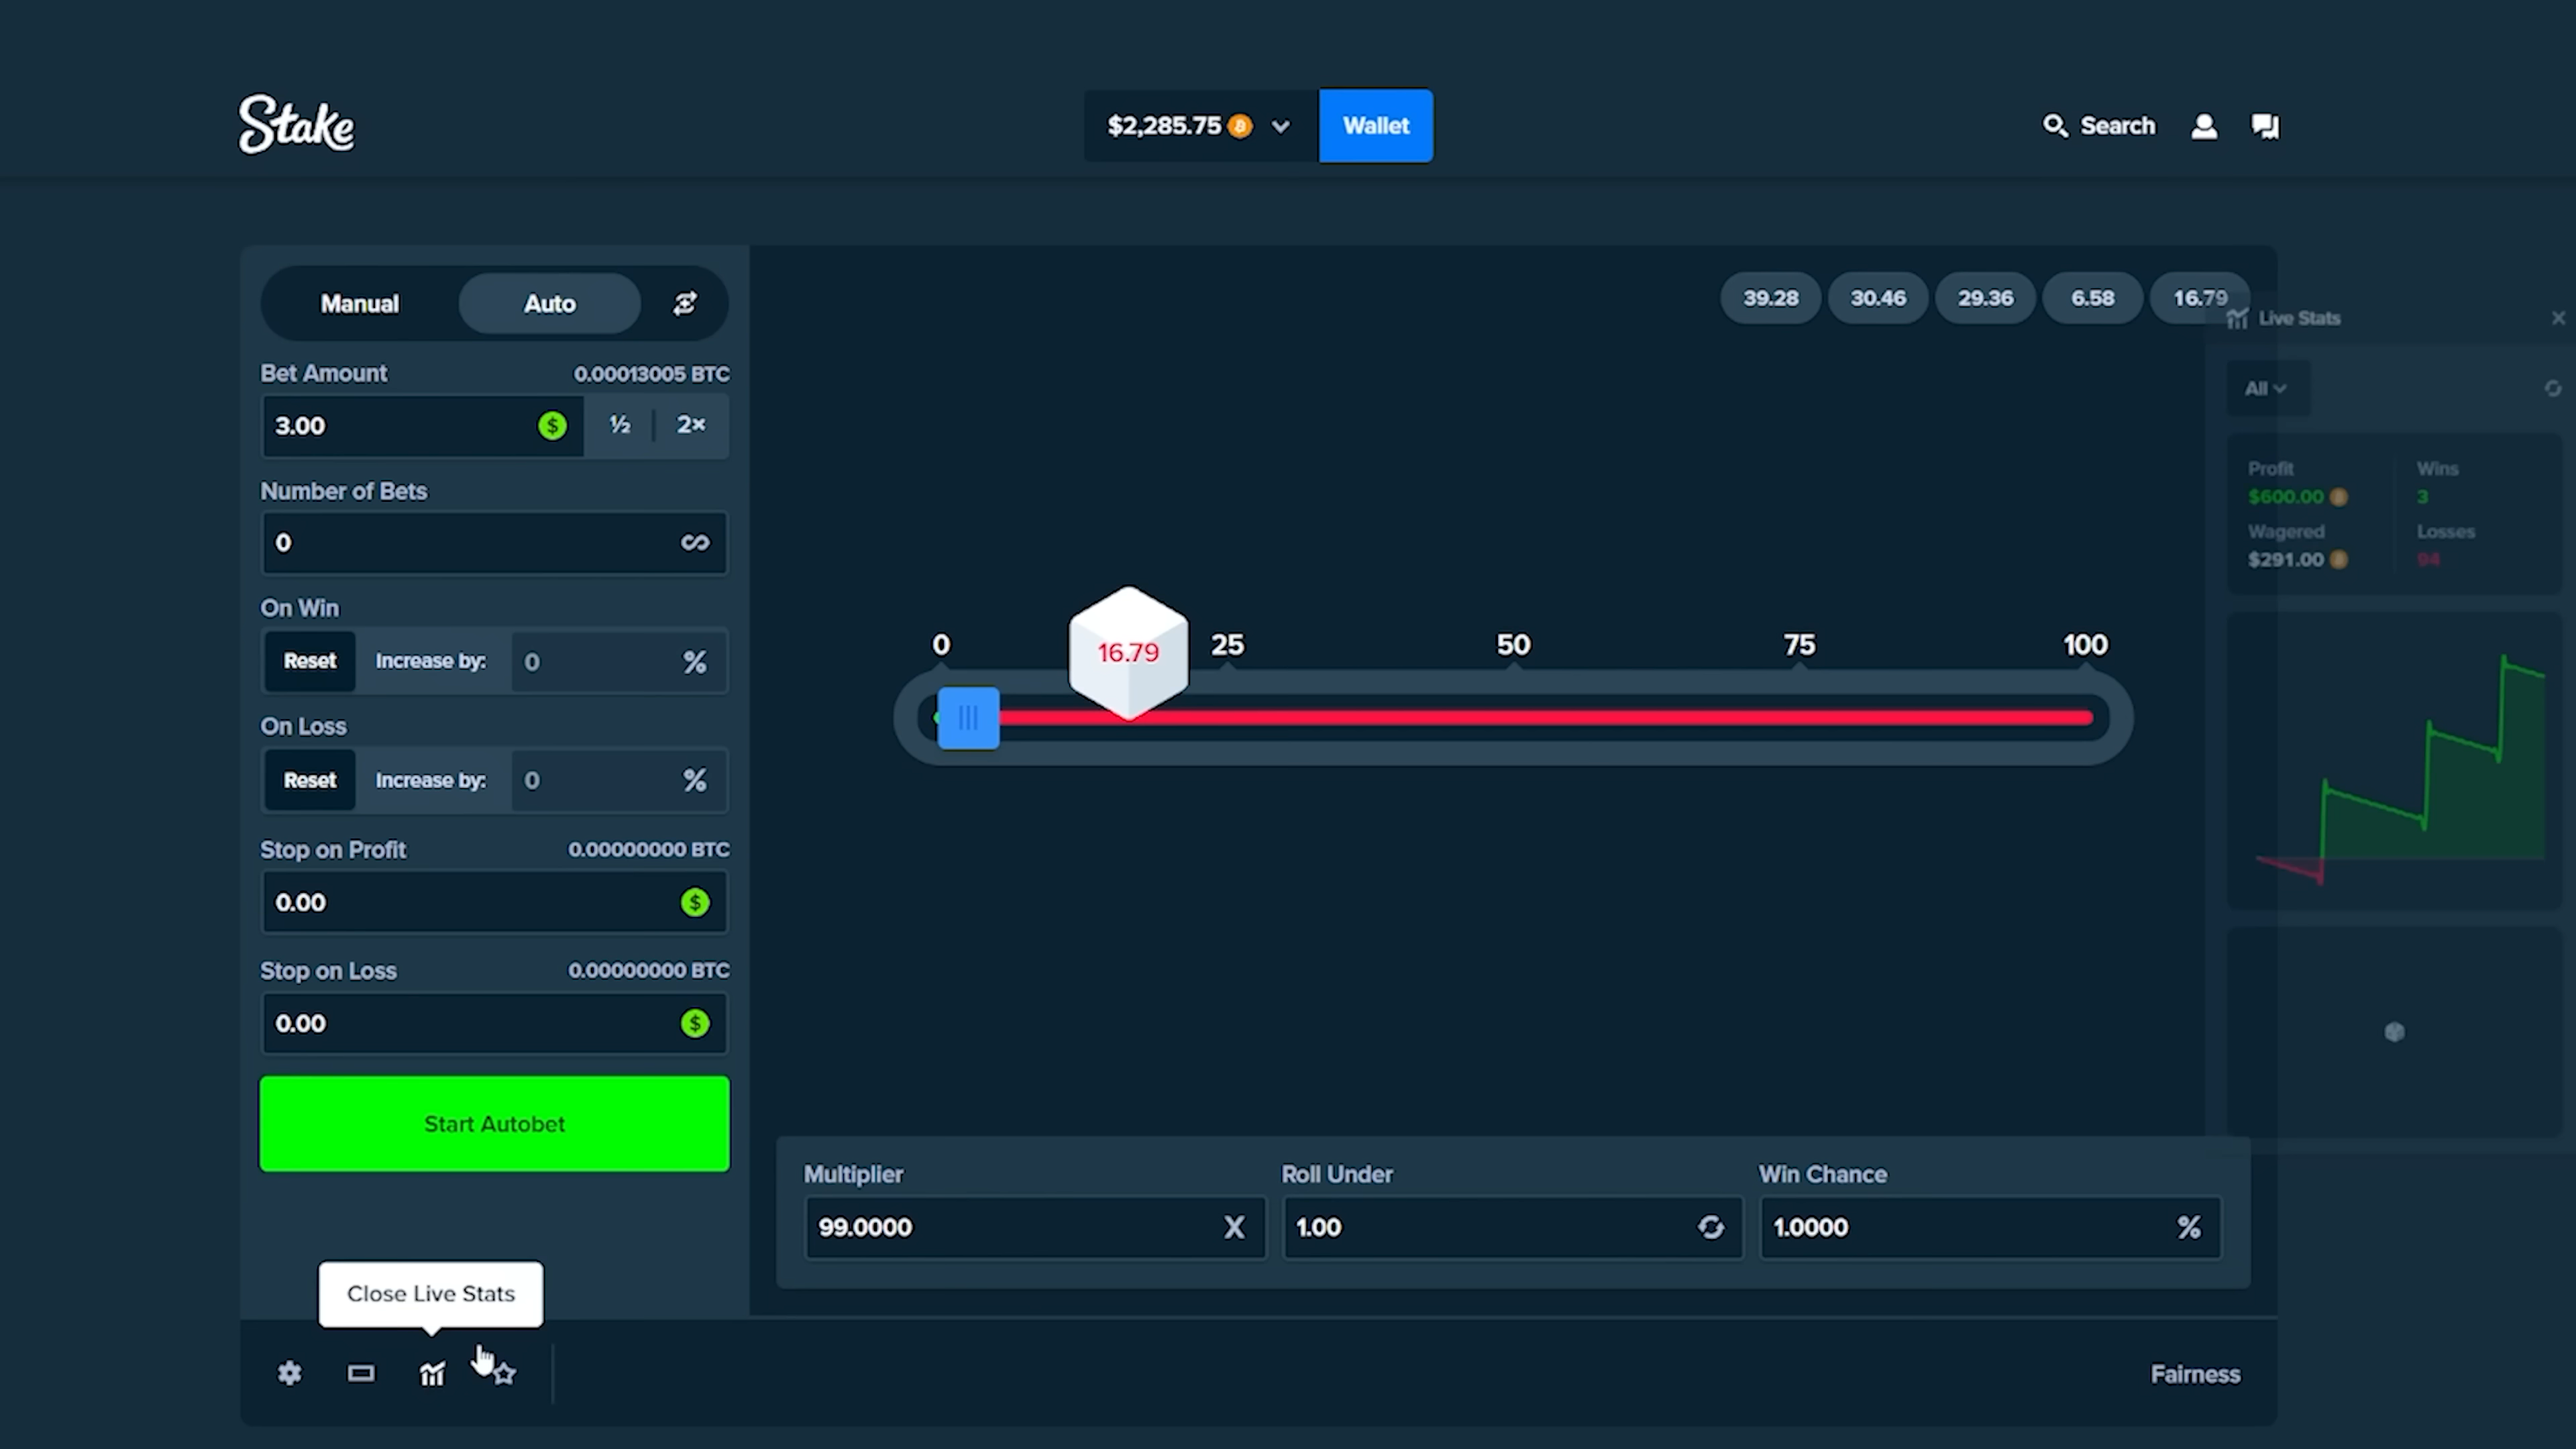 Stake
$2,285.75
Wallet
Search
Manual
Auto
39.28
30.46
29.36
6.58
16.79
Live Stats
All
Bet Amount
0.00013005 BTC
3.00
$
½
2×
Profit
Wins
$600.00
3
Wagered
Losses
$291.00
94
Number of Bets
0
On Win
Reset
Increase by:
0
%
0
25
50
75
100
16.79
On Loss
Reset
Increase by:
0
%
Stop on Profit
0.00000000 BTC
0.00
$
Stop on Loss
0.00000000 BTC
0.00
$
Start Autobet
Multiplier
Roll Under
Win Chance
99.0000
X
1.00
1.0000
%
Close Live Stats
Fairness